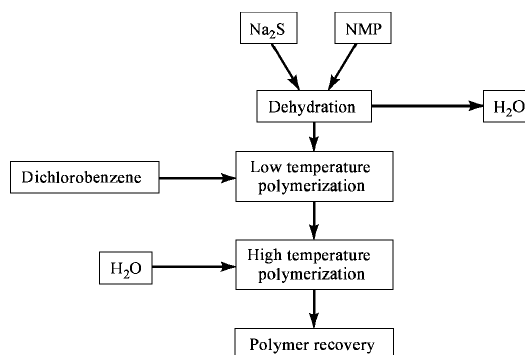 Na₂S
NMP
Dehydration
H₂O
Low temperature
polymerization
Dichlorobenzene
High temperature
polymerization
H₂O
Polymer recovery